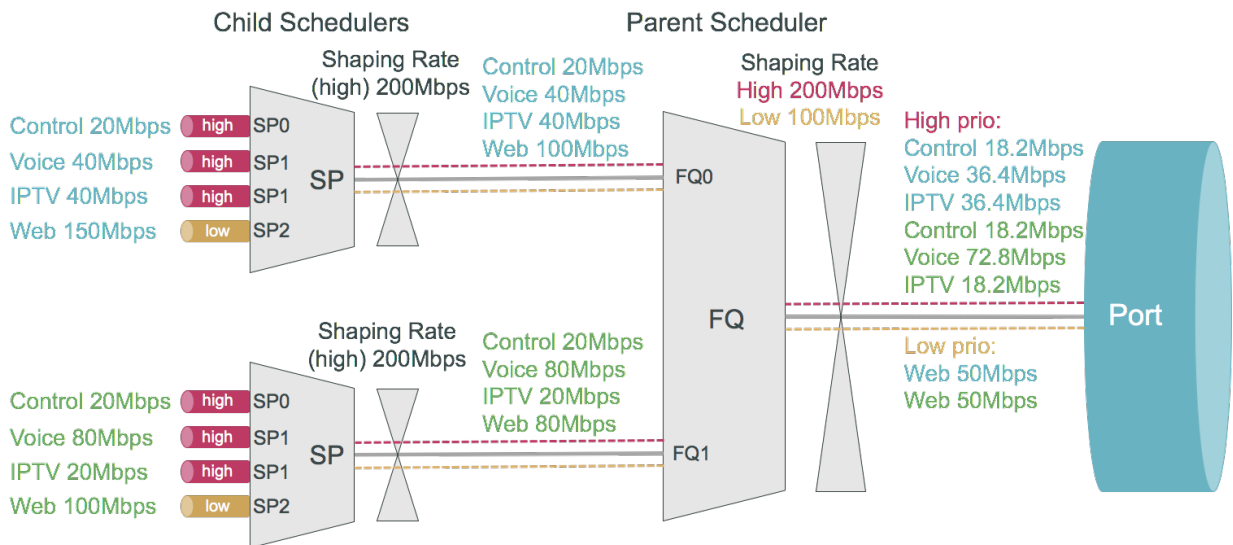 Child Schedulers
Parent Scheduler
Shaping Rate
(high) 200Mbps
Control 20Mbps
Voice 40Mbps
IPTV 40Mbps
Web 100Mbps
Shaping Rate
High 200Mbps
Low 100Mbps
Control 20Mbps
high
SP0
Voice 40Mbps
high
SP1
IPTV 40Mbps
high
SP1
Web 150Mbps
low
SP2
SP
FQ0
High prio:
Control 18.2Mbps
Voice 36.4Mbps
IPTV 36.4Mbps
Control 18.2Mbps
Voice 72.8Mbps
IPTV 18.2Mbps
FQ
Port
Low prio:
Web 50Mbps
Web 50Mbps
Shaping Rate
(high) 200Mbps
Control 20Mbps
Voice 80Mbps
IPTV 20Mbps
Web 80Mbps
Control 20Mbps
high
SP0
Voice 80Mbps
high
SP1
IPTV 20Mbps
high
SP1
Web 100Mbps
low
SP2
SP
FQ1